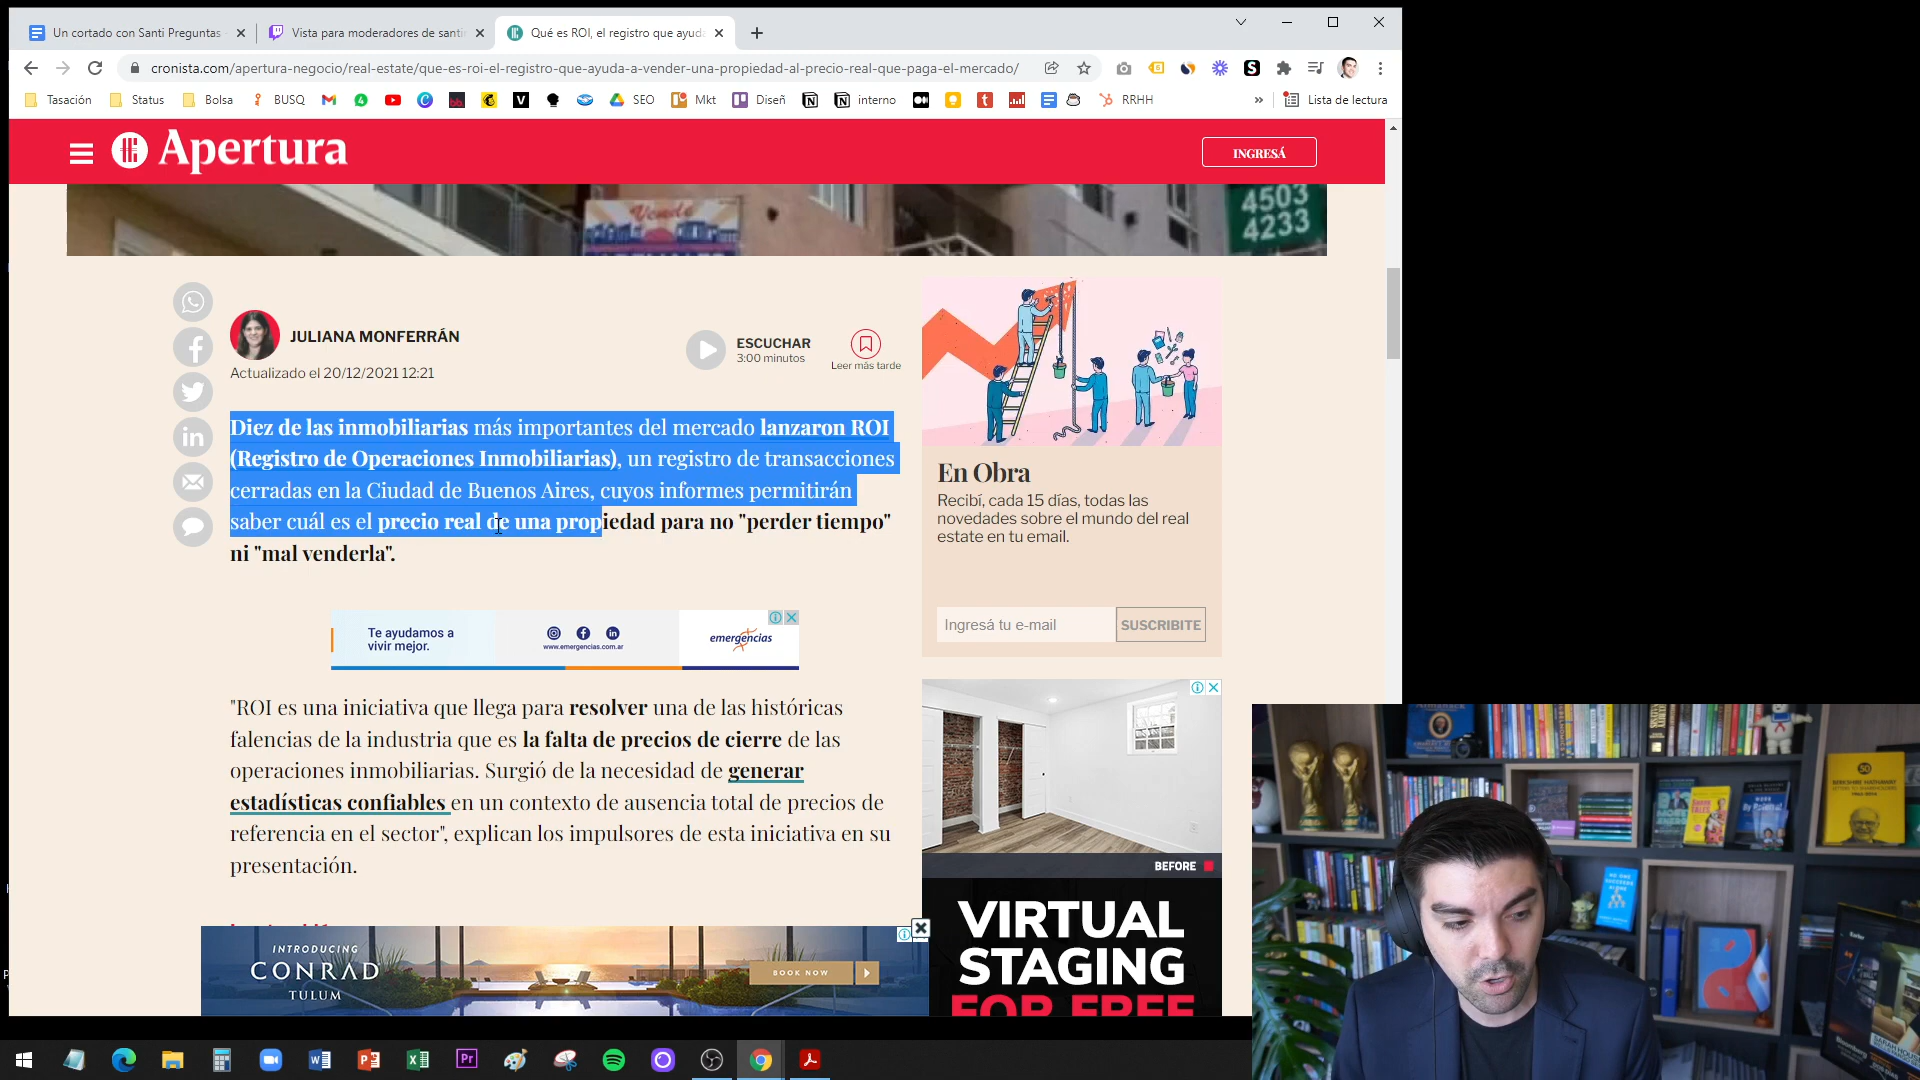 Un cortado con Santi Preguntas
Vista para moderadores de santi
Qué es ROI, el registro que ayuda
cronista.com/apertura-negocio/real-estate/que-es-roi-el-registro-que-ayuda-a-vender-una-propiedad-al-precio-real-que-paga-el-mercado/
Tasación
Status
Bolsa
BUSQ
SEO
Mkt
Diseñ
interno
RRHH
»
Lista de lectura
Apertura
INGRESÁ
Vende
4503
4233
JULIANA MONFERRÁN
Actualizado el 20/12/2021 12:21
ESCUCHAR
3:00 minutos
Leer más tarde
Diez de las inmobiliarias más importantes del mercado lanzaron ROI
(Registro de Operaciones Inmobiliarias), un registro de transacciones
cerradas en la Ciudad de Buenos Aires, cuyos informes permitirán
saber cuál es el precio real de una propiedad para no "perder tiempo"
ni "mal venderla".
Te ayudamos a
vivir mejor.
www.emergencias.com.ar
emergencias
"ROI es una iniciativa que llega para resolver una de las históricas
falencias de la industria que es la falta de precios de cierre de las
operaciones inmobiliarias. Surgió de la necesidad de generar
estadísticas confiables en un contexto de ausencia total de precios de
referencia en el sector", explican los impulsores de esta iniciativa en su
presentación.
INTRODUCING
CONRAD
TULUM
BOOK NOW
En Obra
Recibí, cada 15 días, todas las
novedades sobre el mundo del real
estate en tu email.
Ingresá tu e-mail
SUSCRIBITE
BEFORE
VIRTUAL
STAGING
FOR FREE
50
BERKSHIRE HATHAWAY